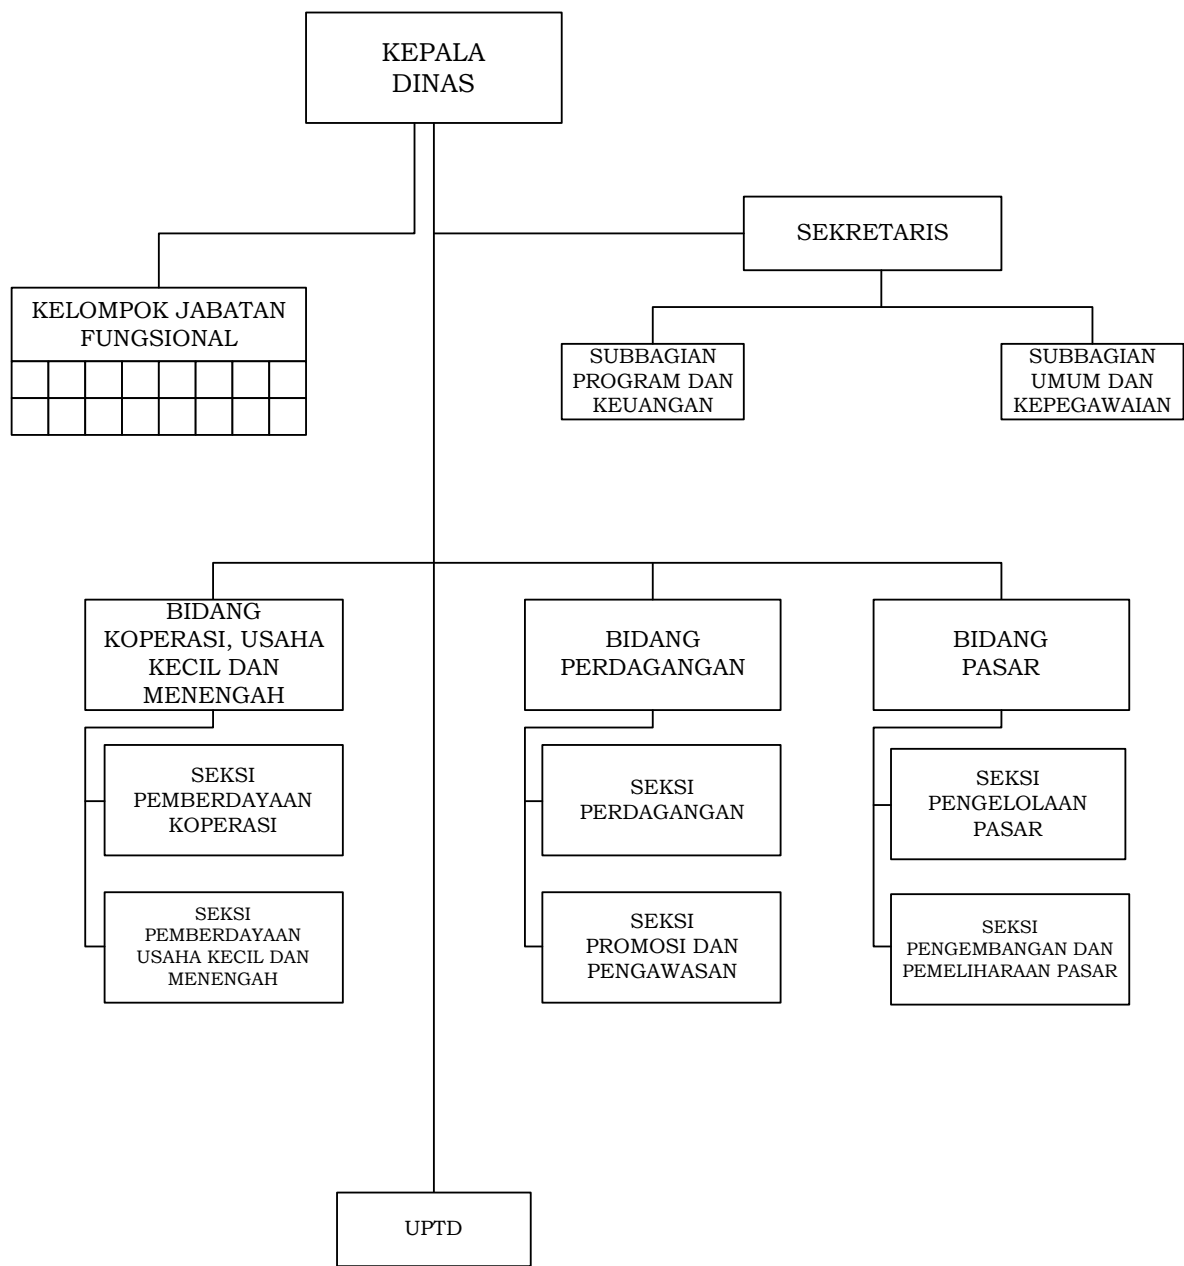 KEPALA
DINAS
SEKRETARIS
KELOMPOK JABATAN
FUNGSIONAL
SUBBAGIAN
PROGRAM DAN
KEUANGAN
SUBBAGIAN
UMUM DAN
KEPEGAWAIAN
BIDANG
KOPERASI, USAHA
KECIL DAN
MENENGAH
BIDANG
PERDAGANGAN
BIDANG
PASAR
SEKSI
PEMBERDAYAAN
KOPERASI
SEKSI
PERDAGANGAN
SEKSI
PENGELOLAAN
PASAR
SEKSI
PEMBERDAYAAN
USAHA KECIL DAN
MENENGAH
SEKSI
PROMOSI DAN
PENGAWASAN
SEKSI
PENGEMBANGAN DAN
PEMELIHARAAN PASAR
UPTD